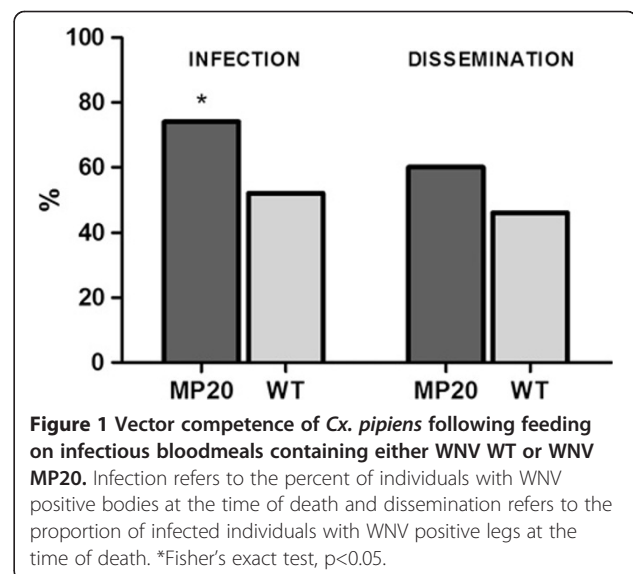 100
INFECTION DISSEMINATION
*
80
60
%
40
20
0
MP20 WT MP20 WT
Figure 1 Vector competence of Cx. pipiens following feeding
on infectious bloodmeals containing either WNV WT or WNV
MP20. Infection refers to the percent of individuals with WNV
positive bodies at the time of death and dissemination refers to the
proportion of infected individuals with WNV positive legs at the
time of death. *Fisher's exact test, p<0.05.